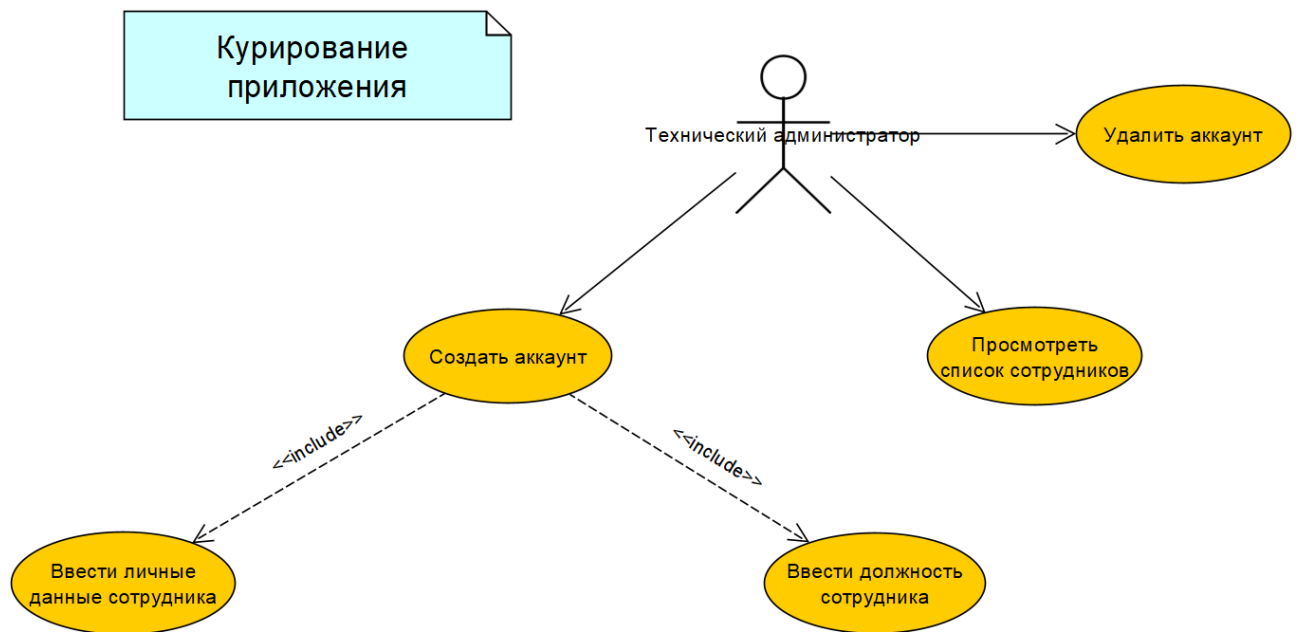 Курирование
приложения
Технический администратор
Удалить аккаунт
Создать аккаунт
Просмотреть
список сотрудников
<<include>>
<<include>>
Ввести личные
данные сотрудника
Ввести должность
сотрудника